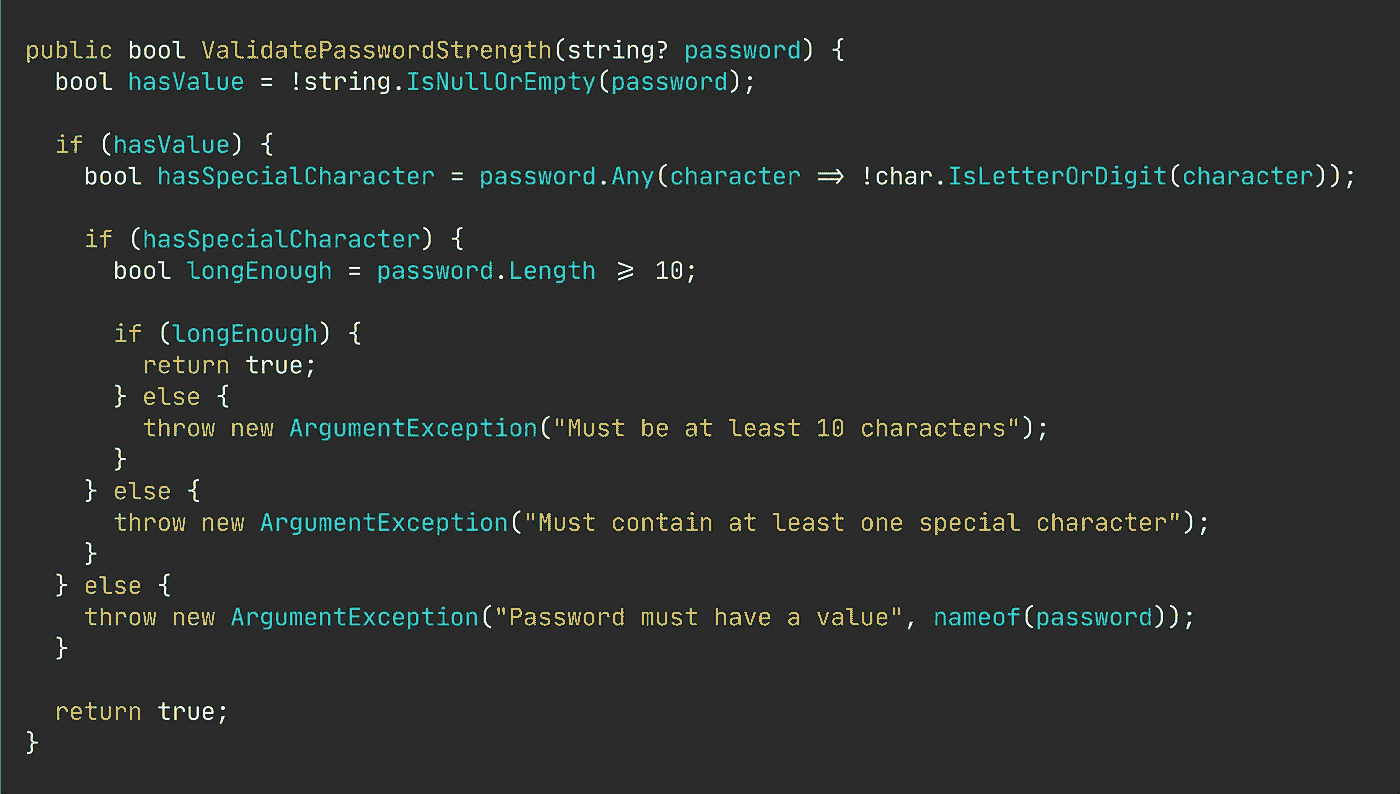 public bool ValidatePasswordStrength(string? password) {
  bool hasValue = !string.IsNullOrEmpty(password);

  if (hasValue) {
    bool hasSpecialCharacter = password.Any(character => !char.IsLetterOrDigit(character));

    if (hasSpecialCharacter) {
      bool longEnough = password.Length >= 10;

      if (longEnough) {
        return true;
      } else {
        throw new ArgumentException("Must be at least 10 characters");
      }
    } else {
      throw new ArgumentException("Must contain at least one special character");
    }
  } else {
    throw new ArgumentException("Password must have a value", nameof(password));
  }

  return true;
}